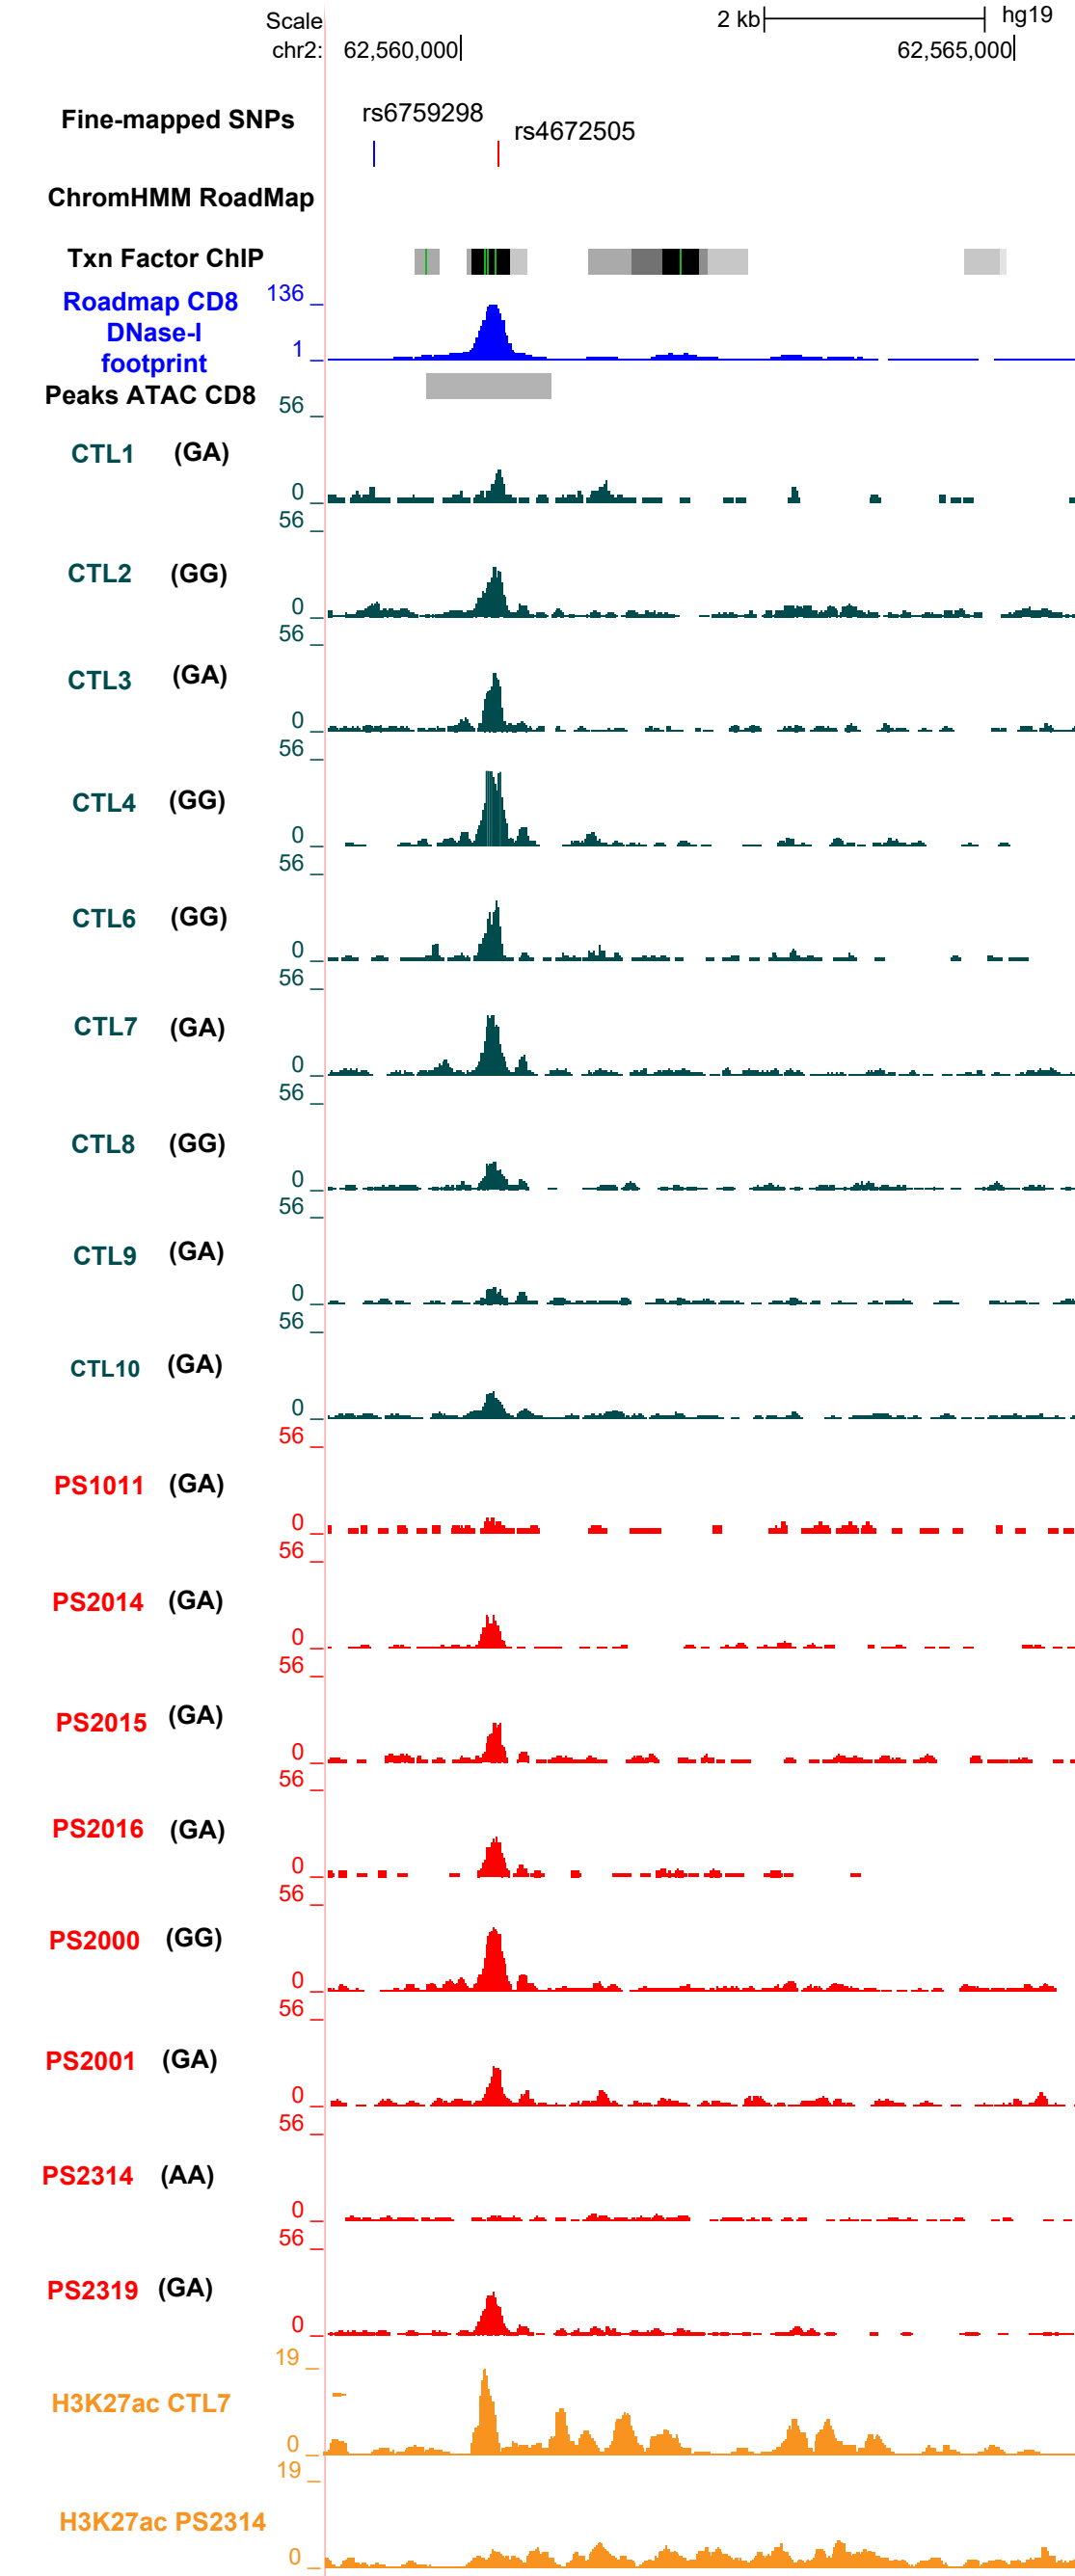 Scale 2 kb hg19
chr2: 62,560,000 62,565,000
Fine-mapped SNPs rs6759298
rs4672505
ChromHMM RoadMap
Txn Factor ChIP
Roadmap CD8 136
DNase-I
footprint 1
Peaks ATAC CD8
56
CTL1 (GA)
0
56
CTL2 (GG)
0
56
CTL3 (GA)
0
56
CTL4 (GG)
0
56
CTL6 (GG)
0
56
CTL7 (GA)
0
56
CTL8 (GG)
0
56
CTL9 (GA)
0
56
CTL10 (GA)
0
56
PS1011 (GA)
0
56
PS2014 (GA)
0
56
PS2015 (GA)
0
56
PS2016 (GA)
0
56
PS2000 (GG)
0
56
PS2001 (GA)
0
56
PS2314 (AA)
0
56
PS2319 (GA)
0
19
H3K27ac CTL7
0
19
H3K27ac PS2314
0